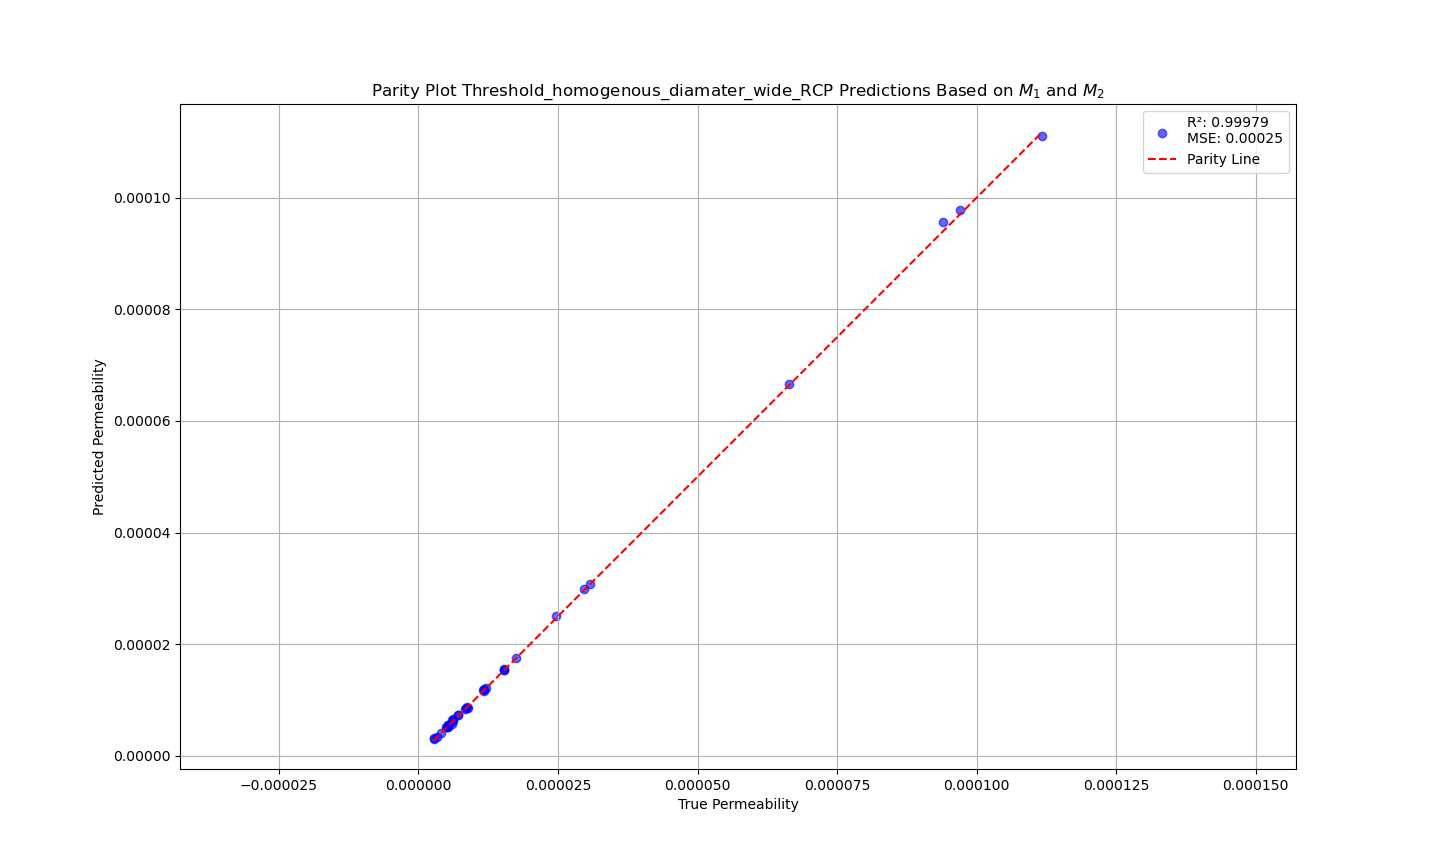 Parity Plot Threshold_homogenous_diamater_wide_RCP Predictions Based on M₁ and M₂
R²: 0.99979
MSE: 0.00025
Parity Line
0.00010
0.00008
0.00006
0.00004
0.00002
0.00000
Predicted Permeability
−0.000025 0.000000 0.000025 0.000050 0.000075 0.000100 0.000125 0.000150
True Permeability